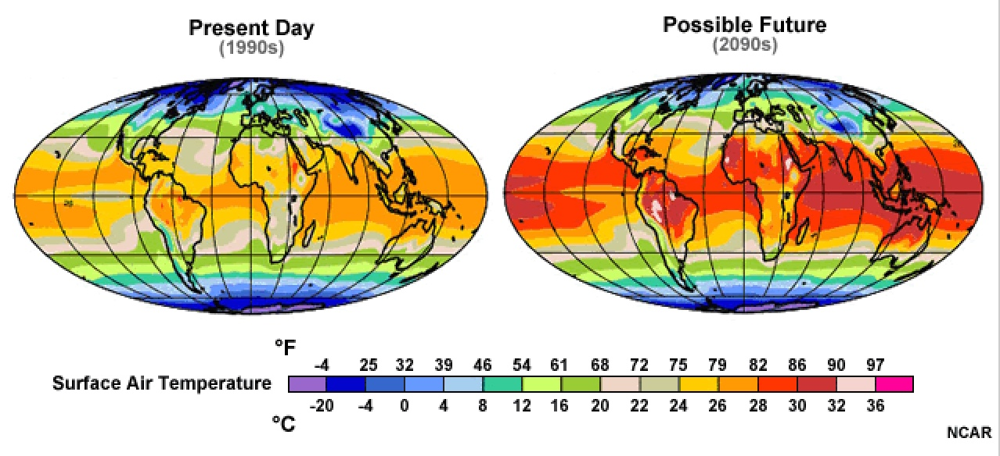 Present Day
(1990s)
Possible Future
(2090s)
°F
-4 25 32 39 46 54 61 68 72 75 79 82 86 90 97
Surface Air Temperature
-20 -4 0 4 8 12 16 20 22 24 26 28 30 32 36
°C
NCAR